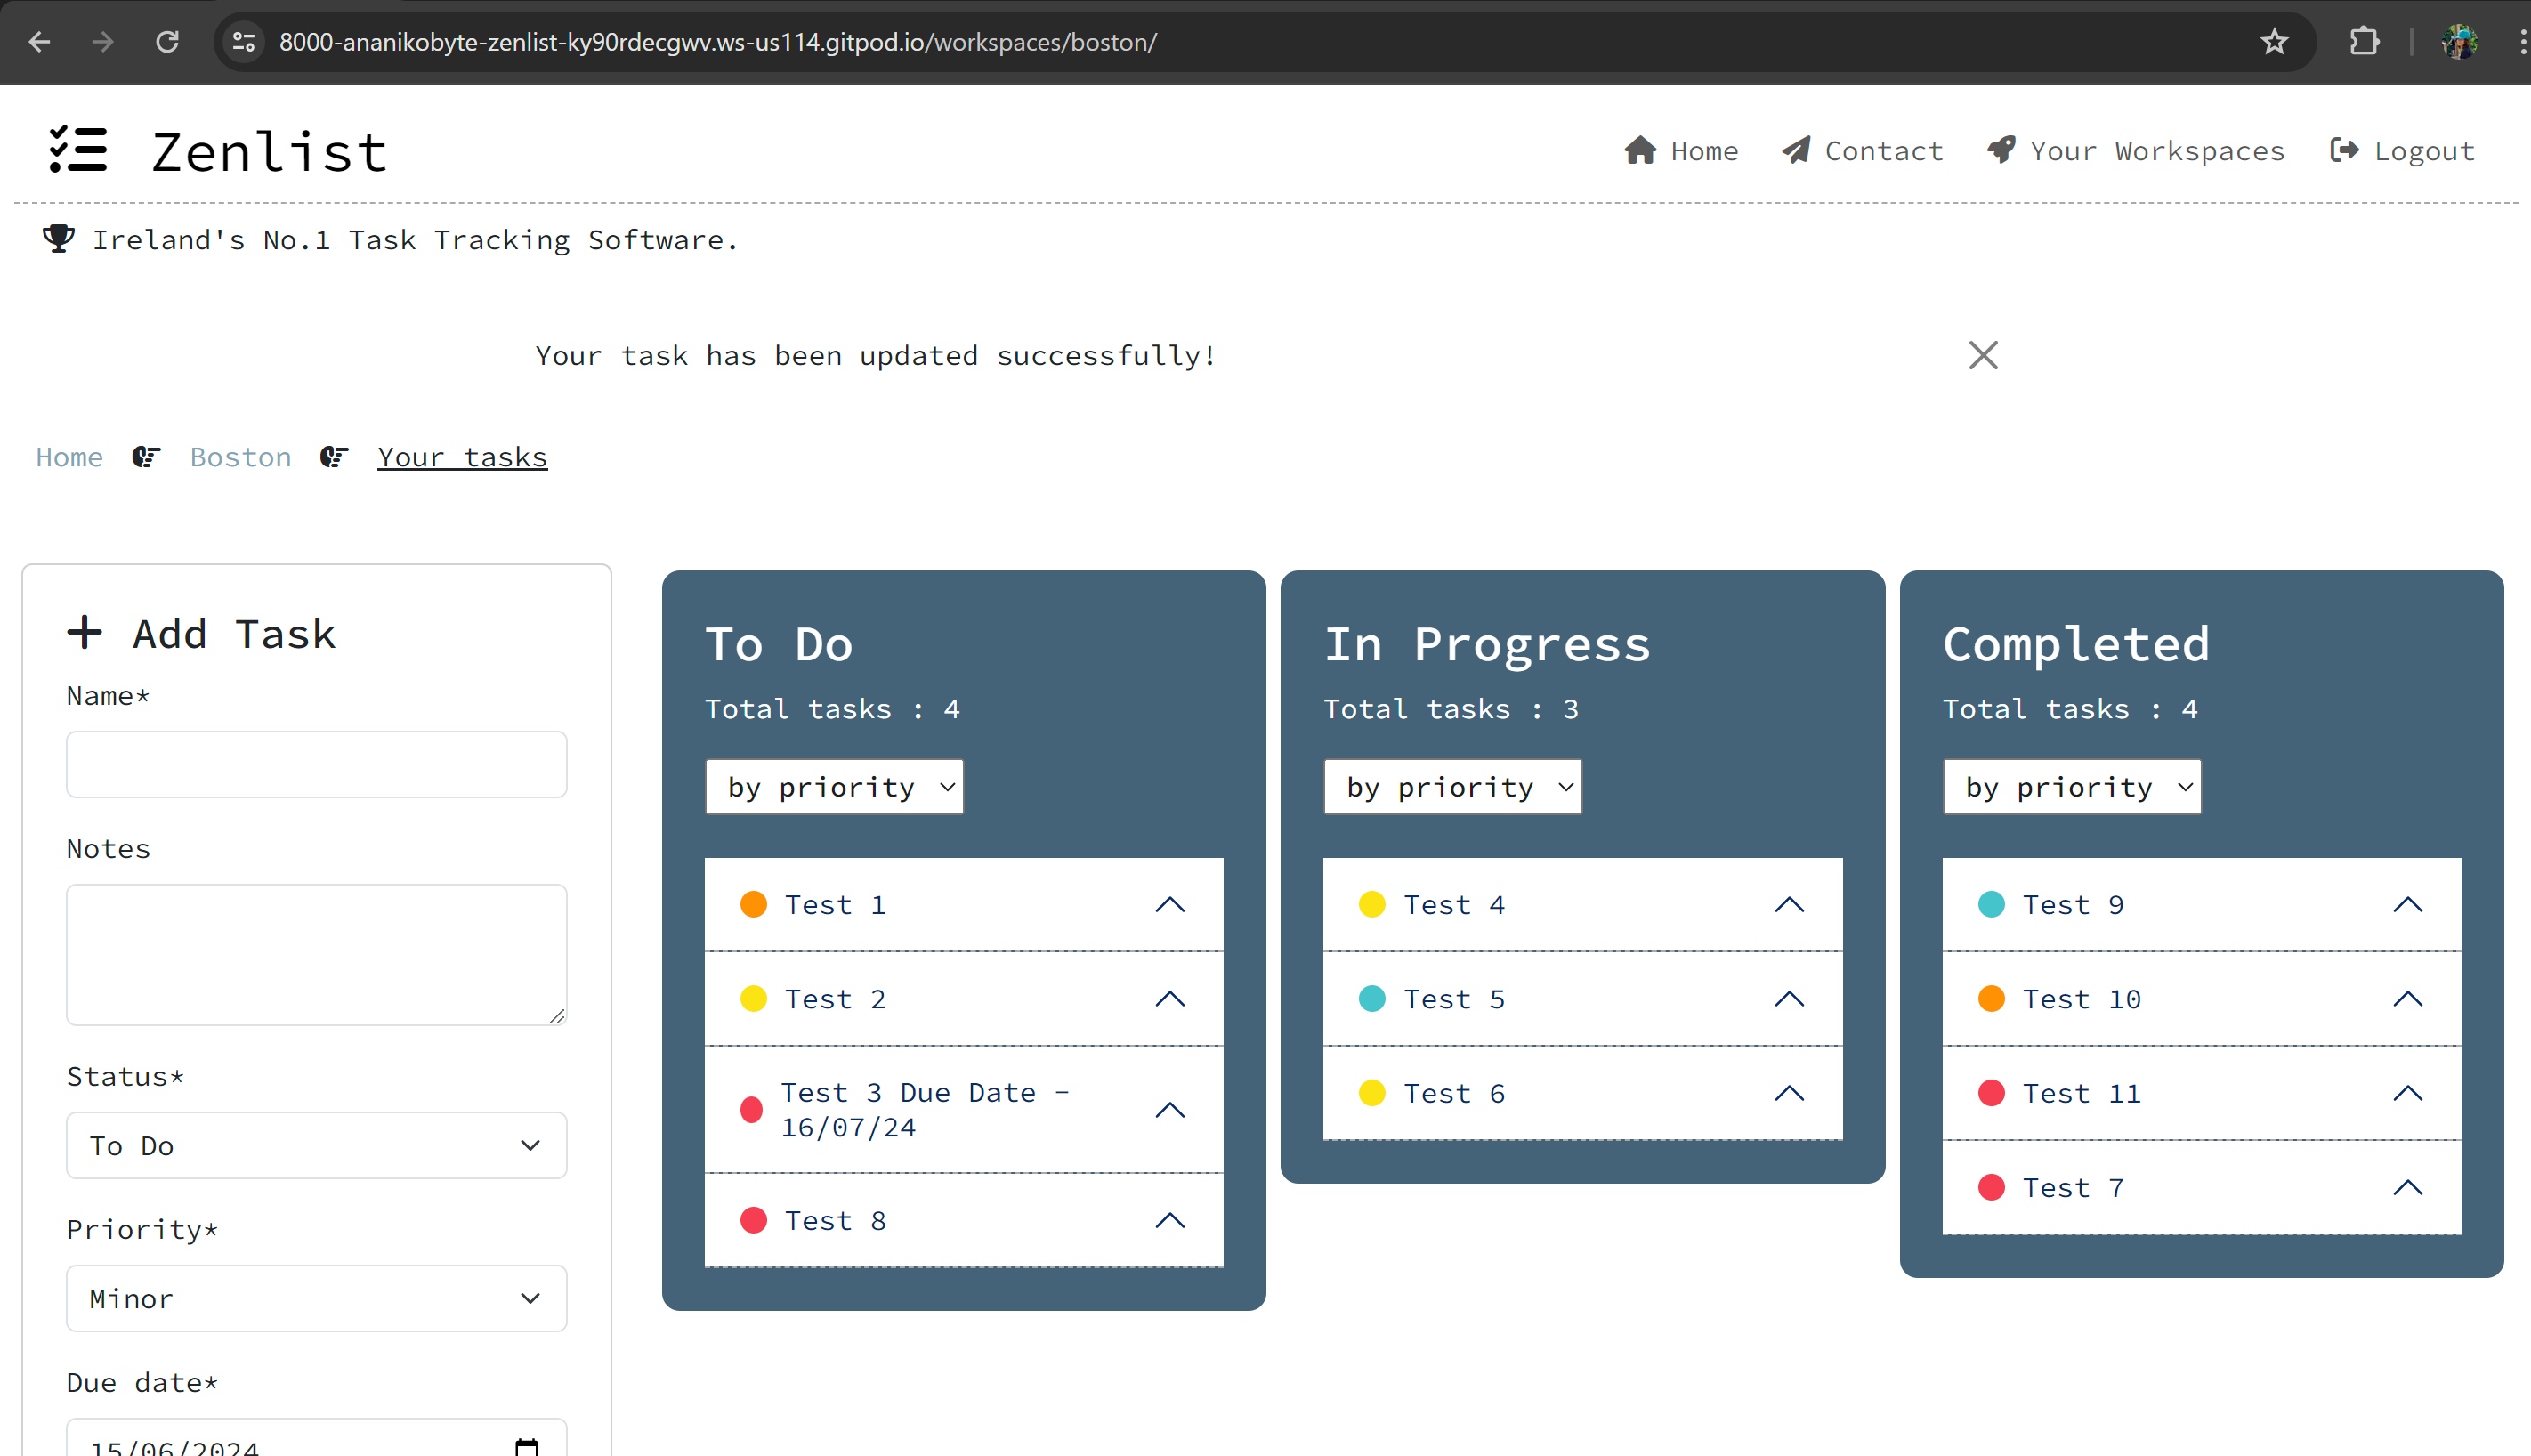 8000-ananikobyte-zenlist-ky90rdecgwv.ws-us114.gitpod.io/workspaces/boston/
Zenlist
Home
Contact
Your Workspaces
Logout
Ireland's No.1 Task Tracking Software.
Your task has been updated successfully!
Home
Boston
Your tasks
Add Task
Name*
Notes
Status*
To Do
Priority*
Minor
Due date*
15/06/2024
To Do
Total tasks : 4
by priority
Test 1
Test 2
Test 3 Due Date -
16/07/24
Test 8
In Progress
Total tasks : 3
by priority
Test 4
Test 5
Test 6
Completed
Total tasks : 4
by priority
Test 9
Test 10
Test 11
Test 7